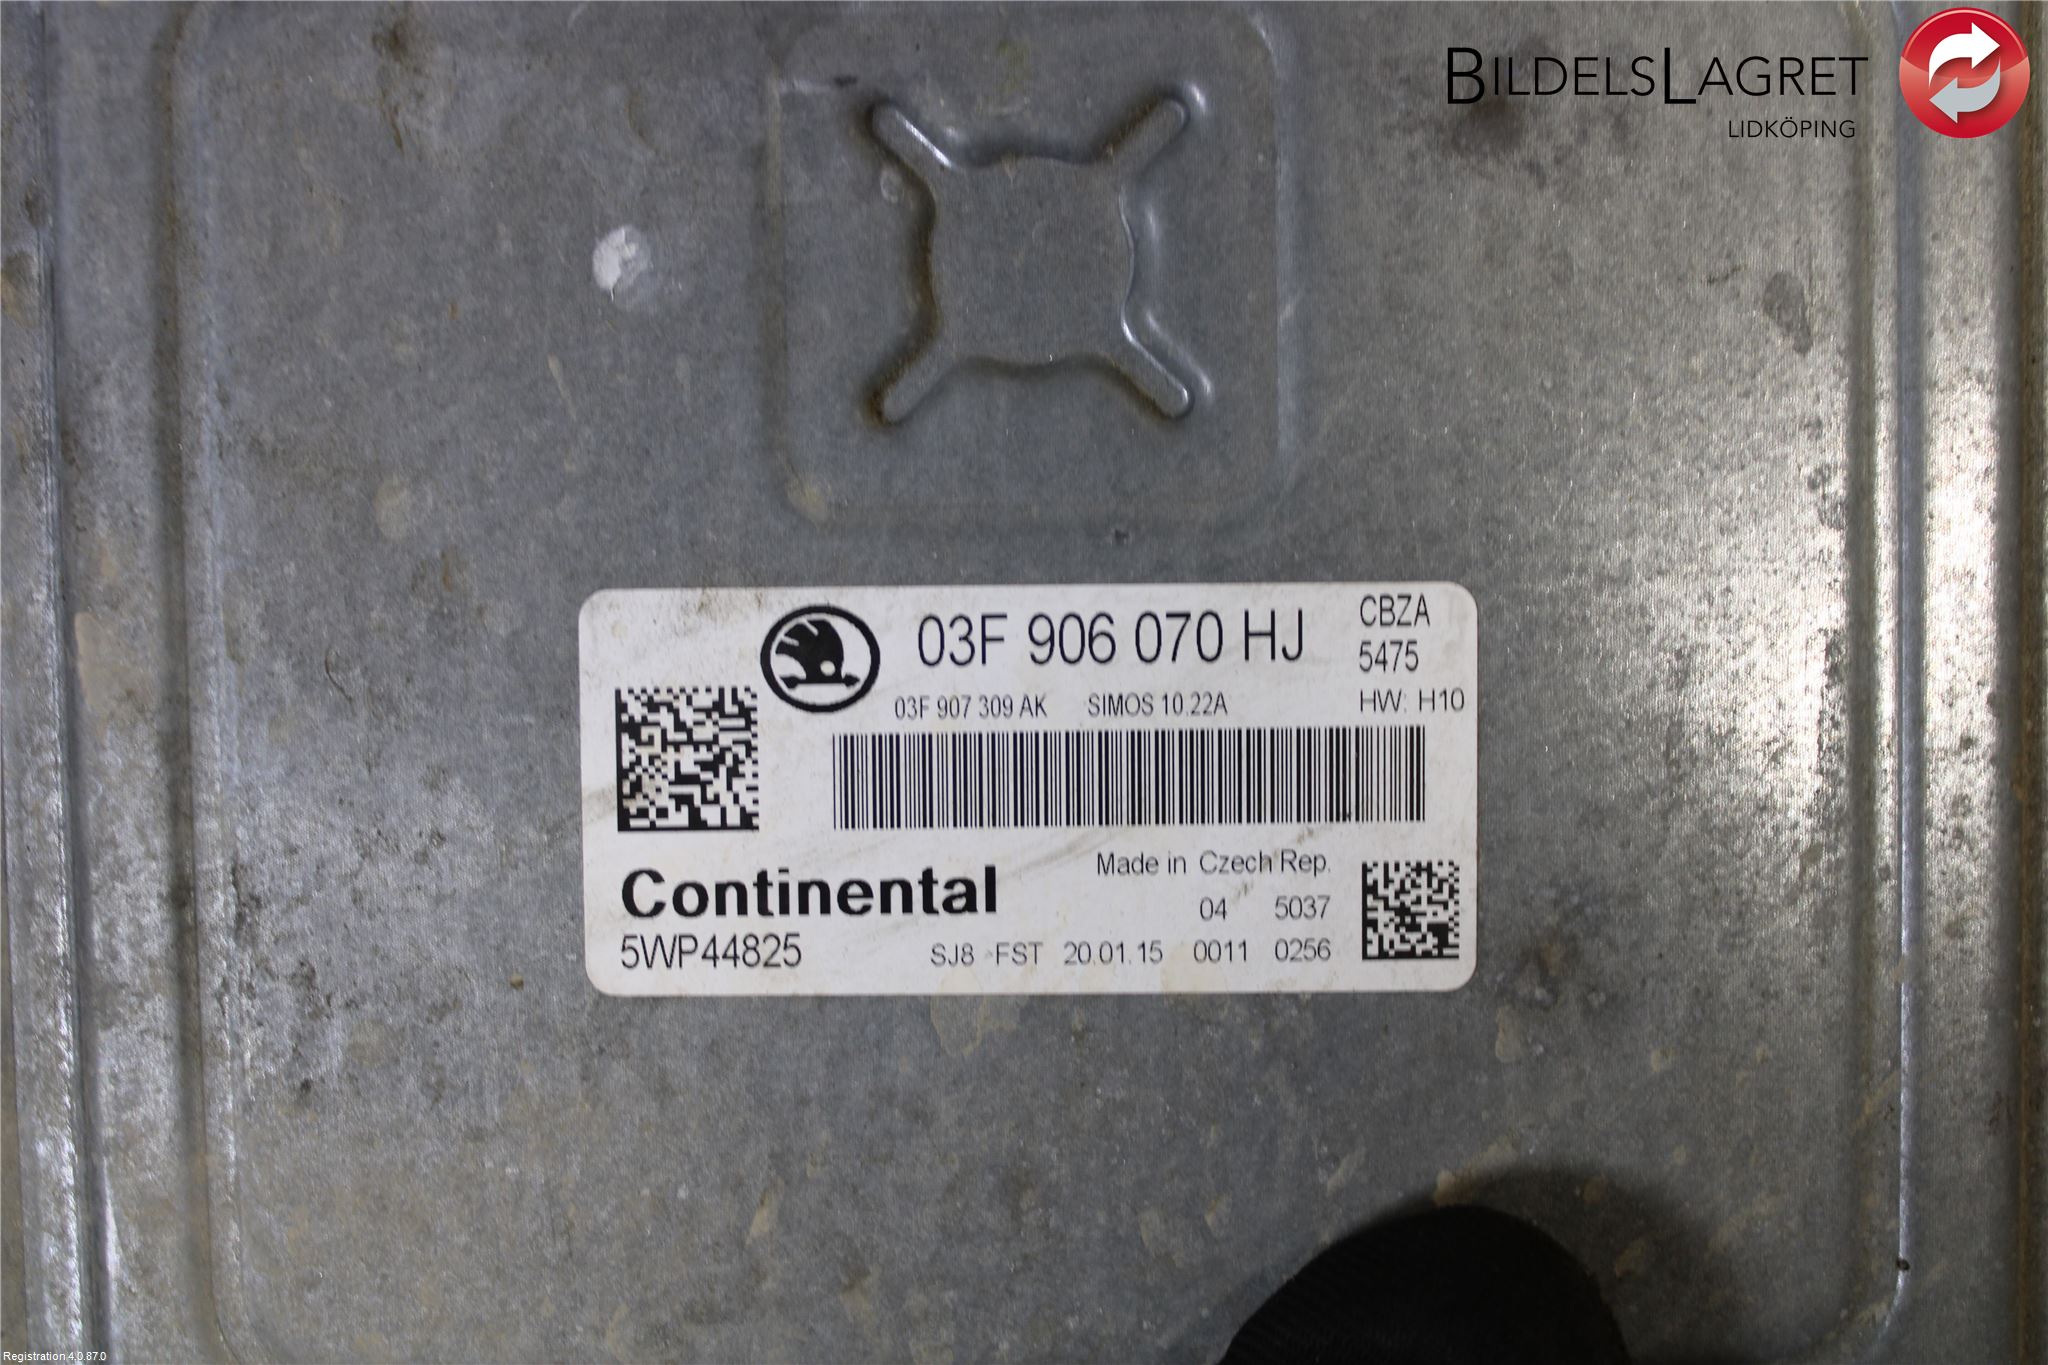 BILDELSLAGRET
LIDKÖPING
03F 906 070 HJ
CBZA
5475
03F 907 309 AK SIMOS 10.22A
HW: H10
Made in Czech Rep.
Continental
04 5037
5WP44825
SJ8 FST 20.01.15 0011 0256
Registration 4.0.87.0